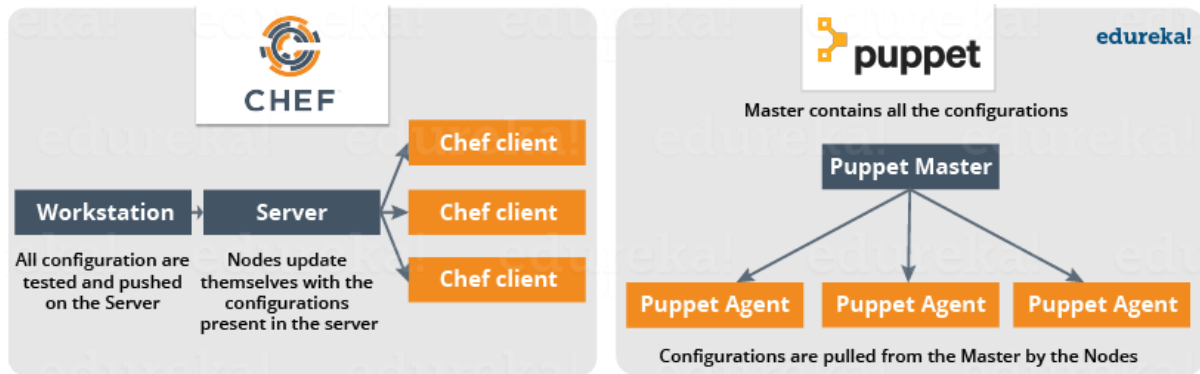 CHEF
Workstation
Server
Chef client
Chef client
Chef client
All configuration are
tested and pushed
on the Server
Nodes update
themselves with the
configurations
present in the server
puppet
edureka!
Master contains all the configurations
Puppet Master
Puppet Agent
Puppet Agent
Puppet Agent
Configurations are pulled from the Master by the Nodes